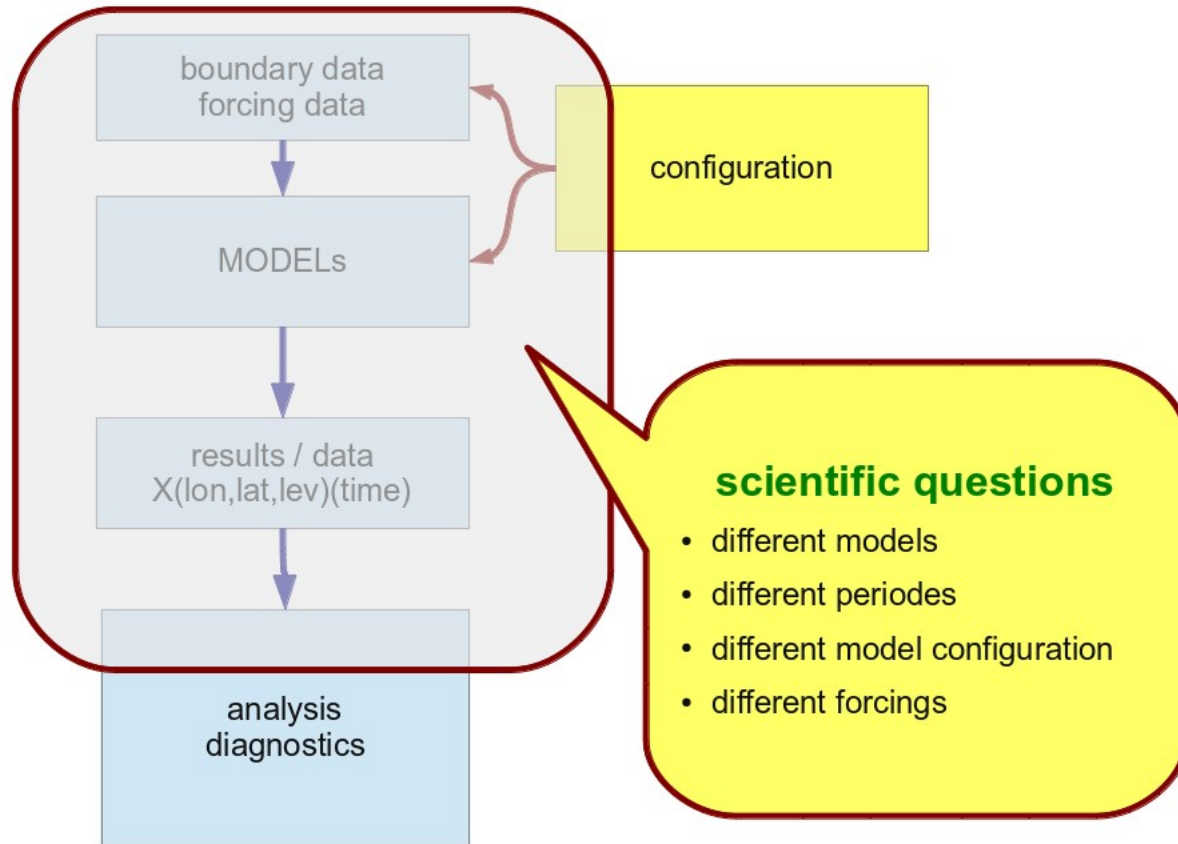 boundary data
forcing data
configuration
MODELs
results / data
X(lon,lat,lev)(time)
scientific questions
• different models
• different periodes
• different model configuration
• different forcings
analysis
diagnostics